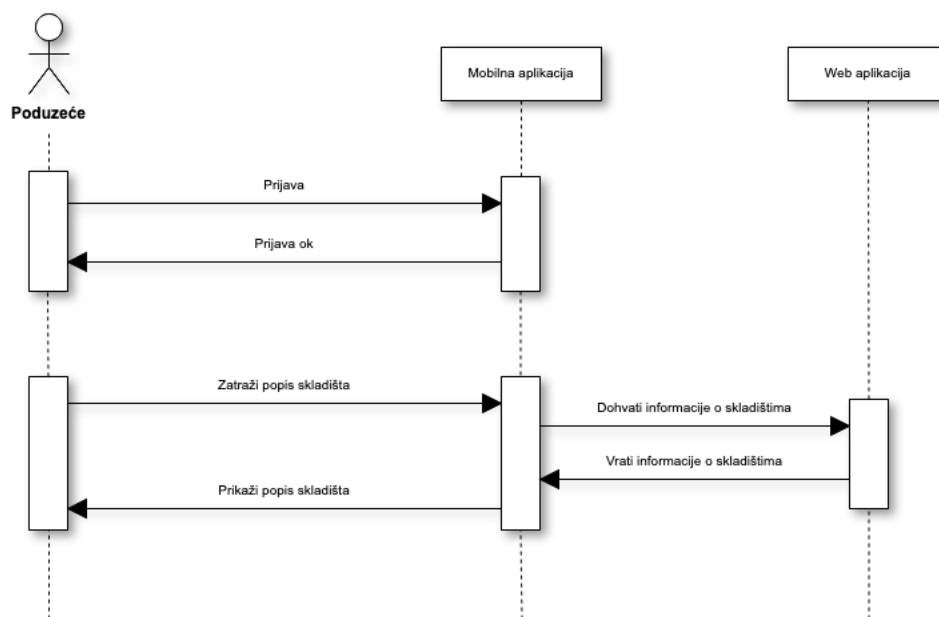 Mobilna aplikacija
Web aplikacija
Poduzeće
Prijava
Prijava ok
Zatraži popis skladišta
Dohvati informacije o skladištima
Vrati informacije o skladištima
Prikaži popis skladišta